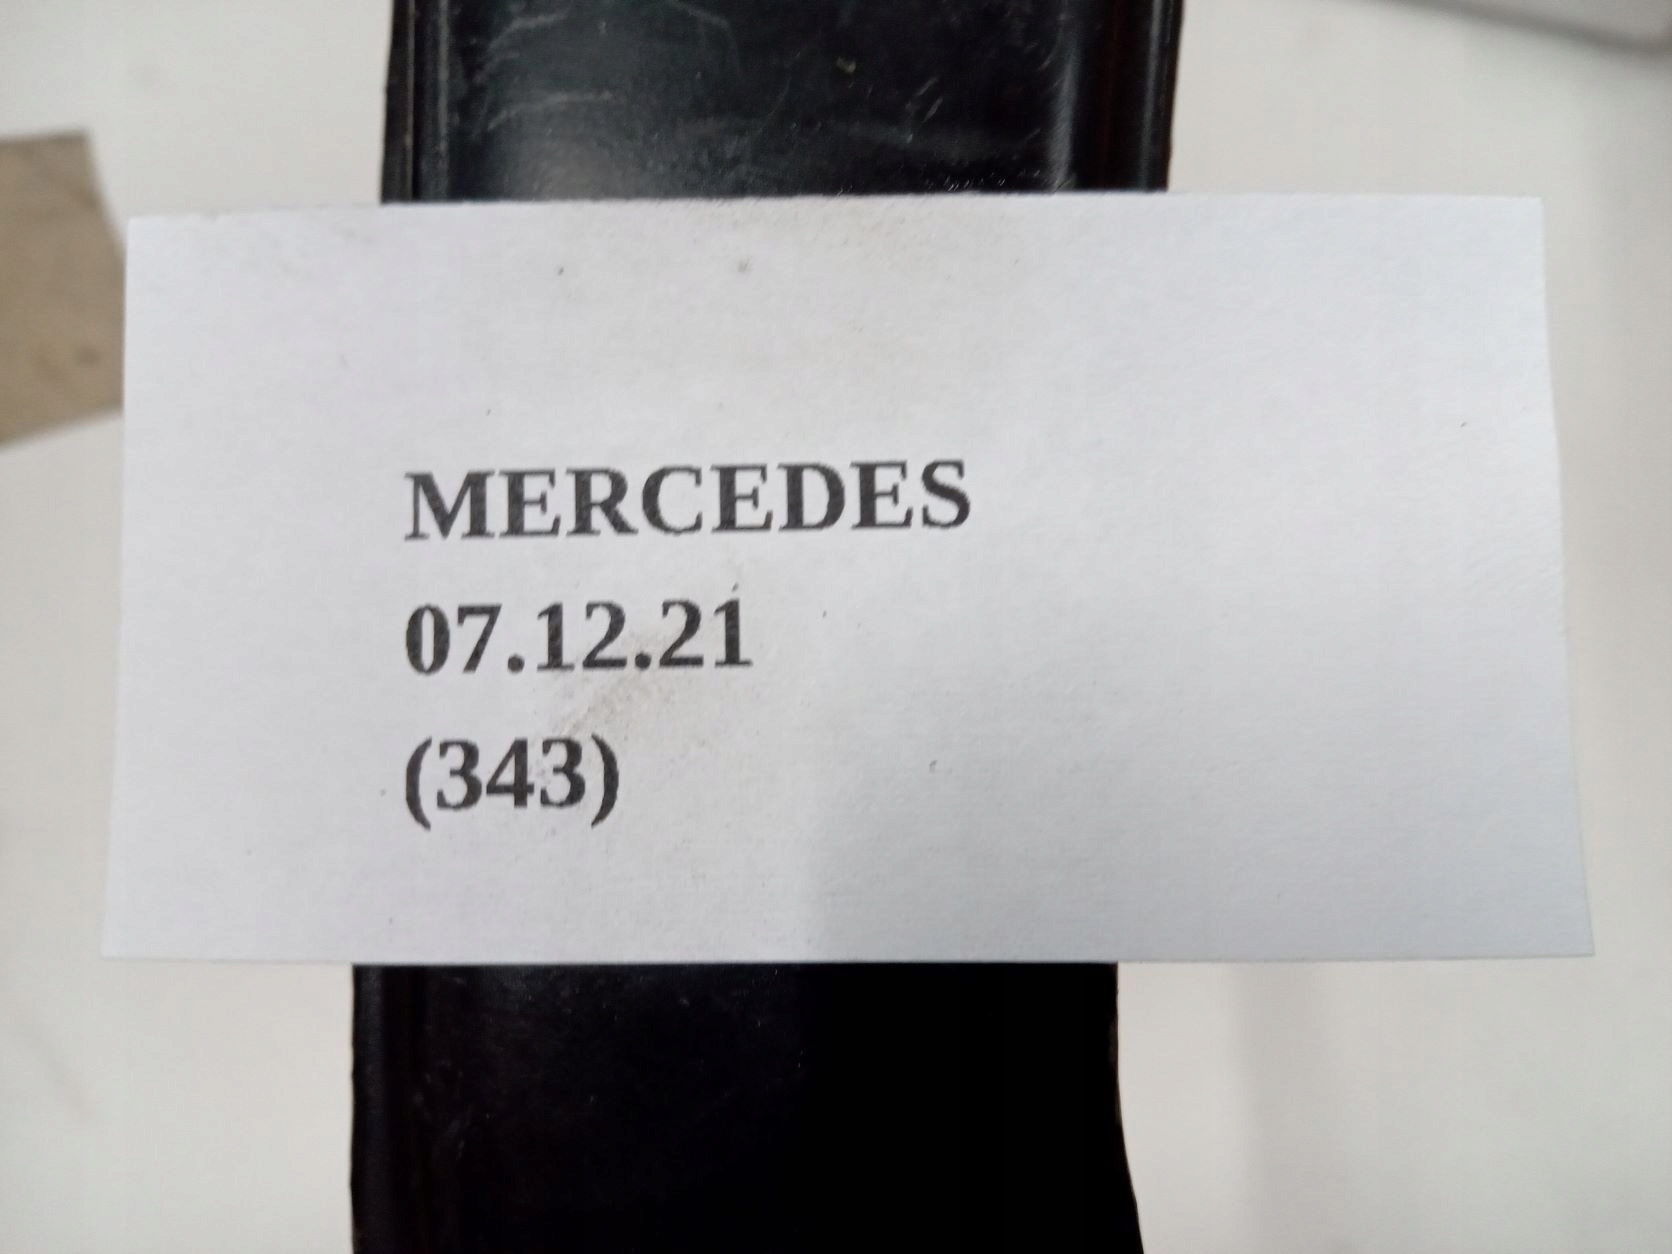 MERCEDES
07.12.21
(343)